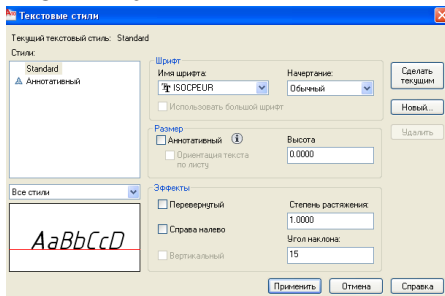 Текстовые стили
Текущий текстовый стиль: Standard
Стили:
Standard
Аннотативный
Все стили
AaBbCcD
Шрифт
Имя шрифта:
ISOCPEUR
Начертание:
Обычный
Использовать большой шрифт
Размер
Аннотативный
Ориентация текста
по листу
Высота
0.0000
Эффекты
Перевернутый
Справа налево
Вертикальный
Степень растяжения:
1.0000
Угол наклона:
15
Сделать
текущим
Новый...
Удалить
Применить
Отмена
Справка